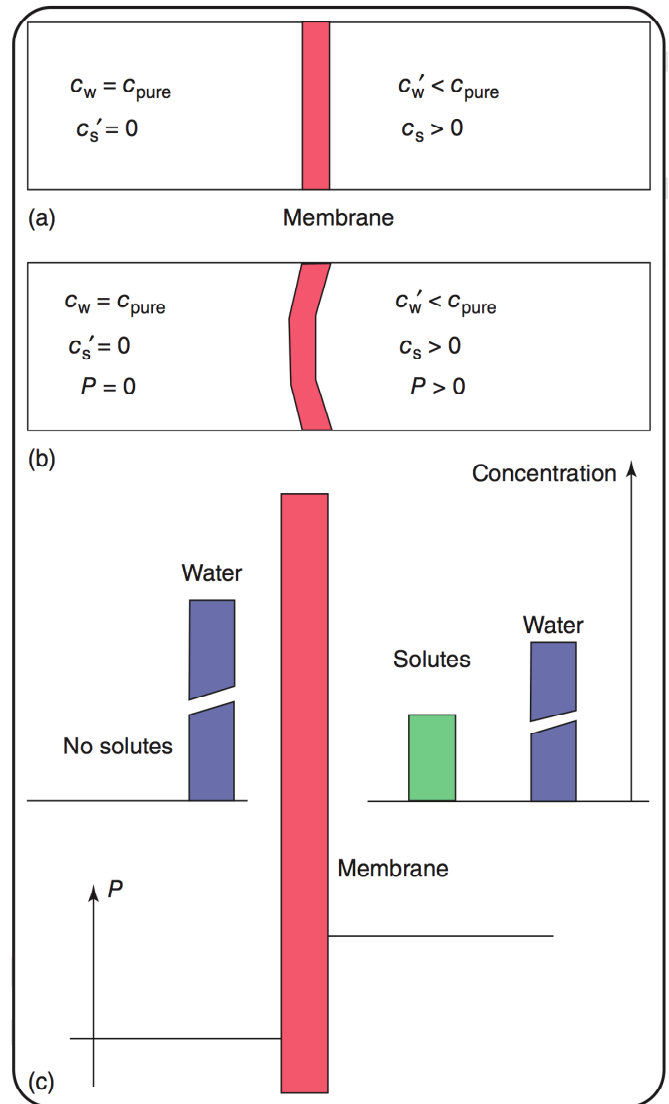 c_w = c_pure
c_s′ = 0
c_w′ < c_pure
c_s > 0
(a)
Membrane
c_w = c_pure
c_s′ = 0
P = 0
c_w′ < c_pure
c_s > 0
P > 0
(b)
Concentration
Water
Water
Solutes
No solutes
Membrane
P
(c)